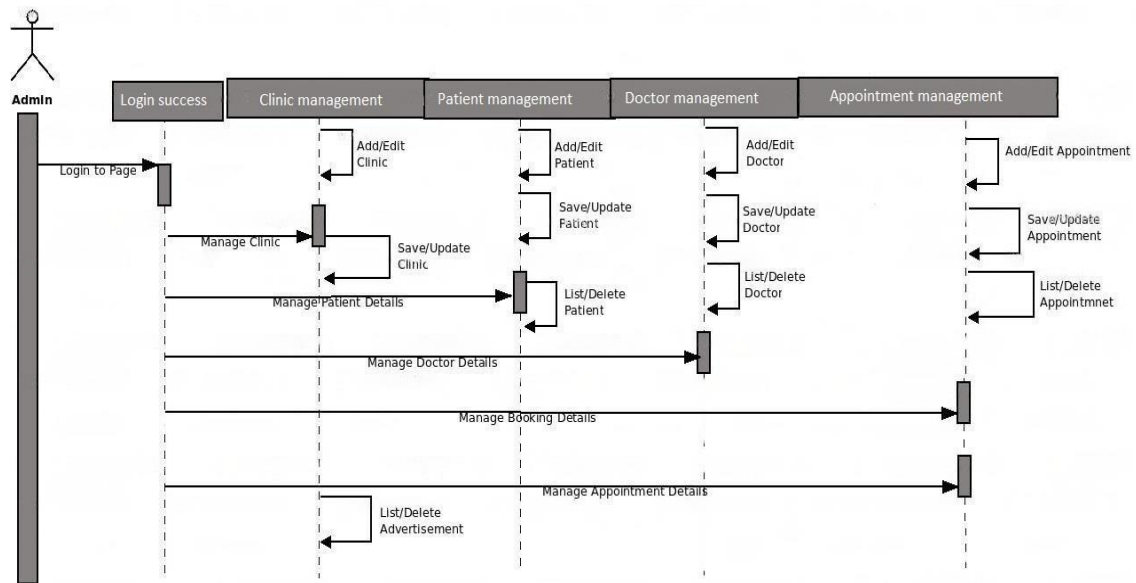 Admin
Login success
Clinic management
Patient management
Doctor management
Appointment management
Add/Edit
Clinic
Add/Edit
Patient
Add/Edit
Doctor
Add/Edit Appointment
Login to Page
Save/Update
Patient
Save/Update
Doctor
Save/Update
Appointment
Manage Clinic
Save/Update
Clinic
List/Delete
Doctor
List/Delete
Appointmnet
Manage Patient Details
List/Delete
Patient
Manage Doctor Details
Manage Booking Details
Manage Appointment Details
List/Delete
Advertisement